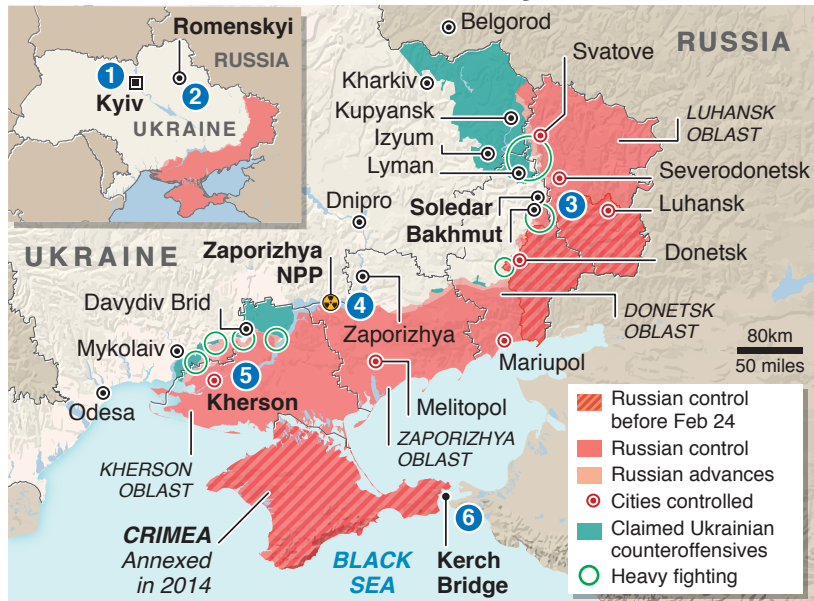 Romenskyi
RUSSIA
1
2
Kyiv
UKRAINE
Belgorod
RUSSIA
Svatove
Kharkiv
Kupyansk
Izyum
Lyman
LUHANSK
OBLAST
Severodonetsk
Dnipro
Soledar
Bakhmut
3
Luhansk
UKRAINE
Zaporizhya
NPP
Donetsk
Davydiv Brid
4
Zaporizhya
DONETSK
OBLAST
Mykolaiv
Mariupol
80km
50 miles
5
Kherson
Melitopol
Odesa
KHERSON
OBLAST
ZAPORIZHYA
OBLAST
CRIMEA
Annexed
in 2014
BLACK
SEA
6
Kerch
Bridge
Russian control
before Feb 24
Russian control
Russian advances
Cities controlled
Claimed Ukrainian
counteroffensives
Heavy fighting